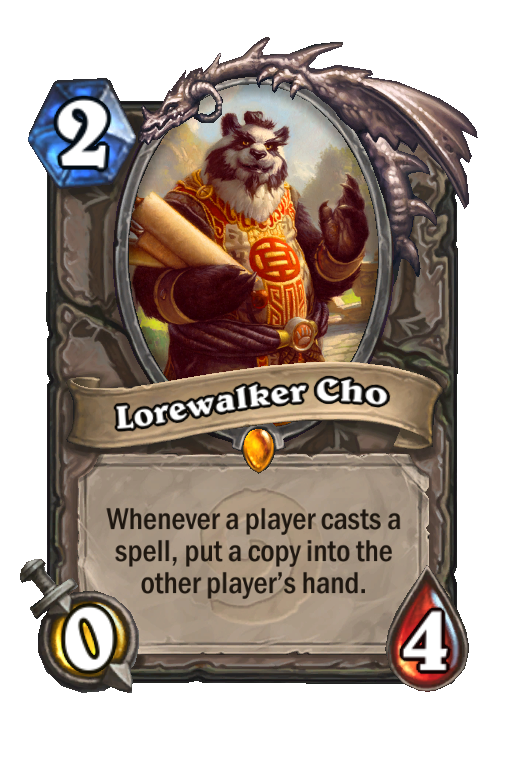 2
Lorewalker Cho
Whenever a player casts a
spell, put a copy into the
other player's hand.
0
4